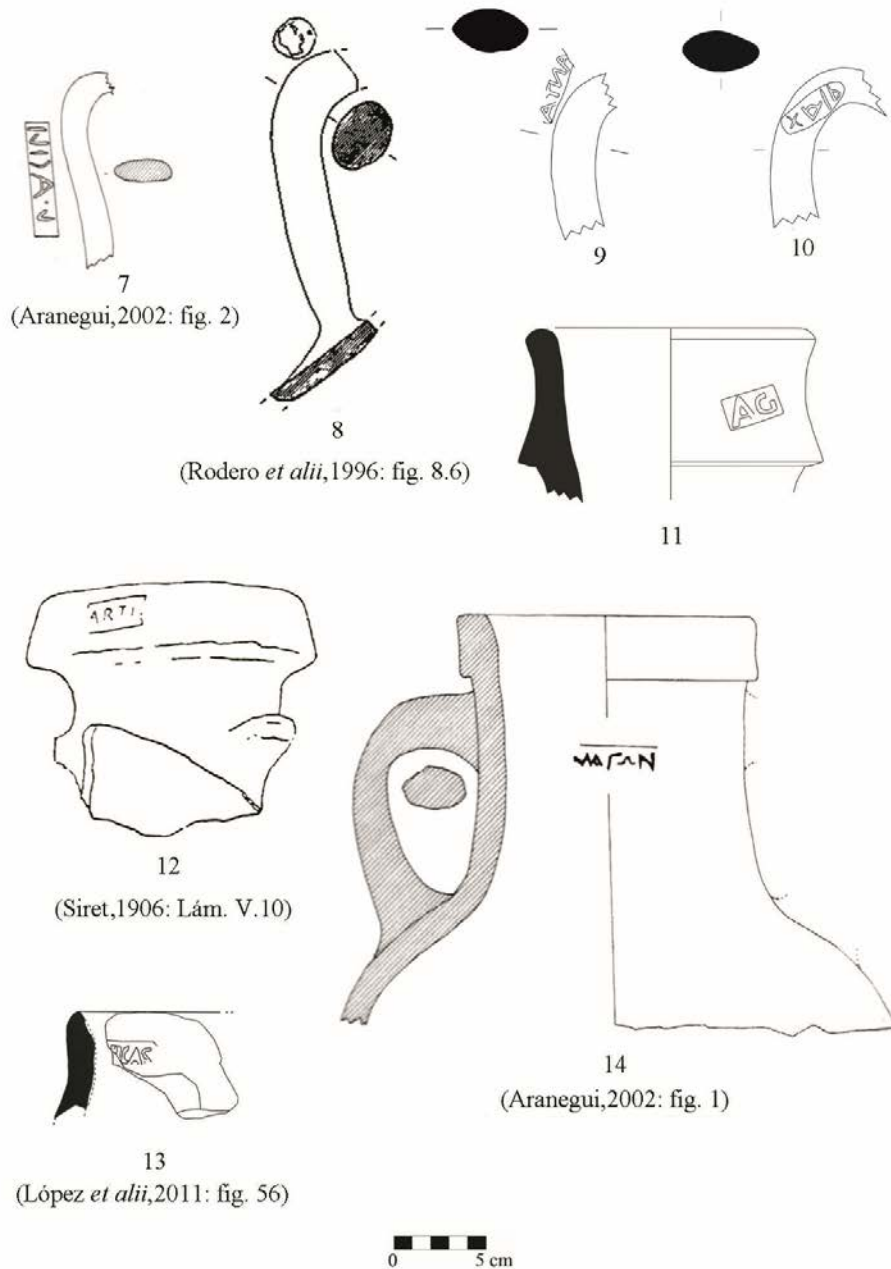 7
(Aranegui,2002: fig. 2)
8
(Rodero et alii,1996: fig. 8.6)
9
10
AG
11
ARTI.
12
(Siret,1906: Lám. V.10)
13
(López et alii,2011: fig. 56)
14
(Aranegui,2002: fig. 1)
0 5 cm